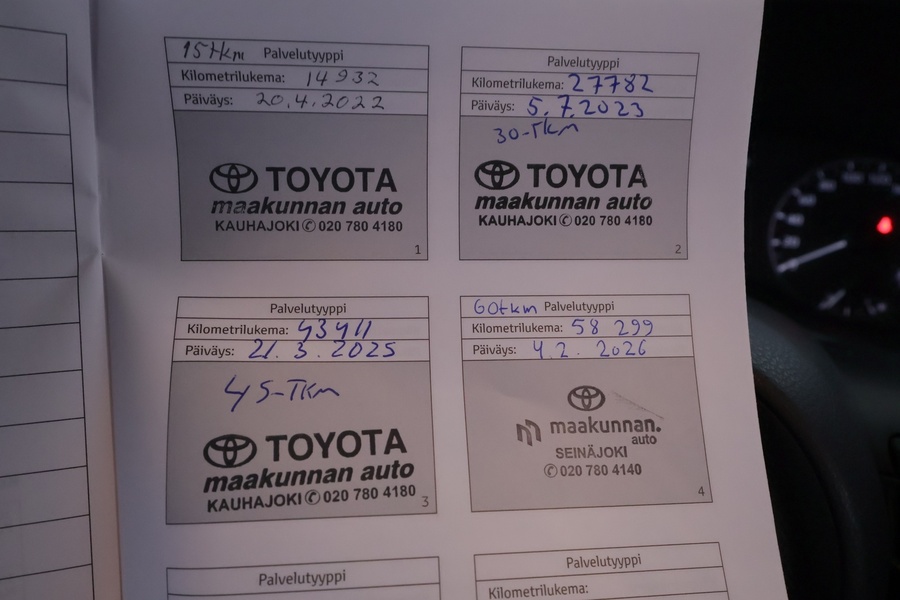 15tkm Palvelutyyppi
Kilometrilukema: 14932
Päiväys: 20.4.2022
TOYOTA
maakunnan auto
KAUHAJOKI ✆ 020 780 4180
1
Palvelutyyppi
Kilometrilukema: 27782
Päiväys: 5.7.2023
30-Tkm
TOYOTA
maakunnan auto
KAUHAJOKI ✆ 020 780 4180
2
Palvelutyyppi
Kilometrilukema: 43411
Päiväys: 21.3.2025
45-TKm
TOYOTA
maakunnan auto
KAUHAJOKI ✆ 020 780 4180
3
60tkm Palvelutyyppi
Kilometrilukema: 58 299
Päiväys: 4.2. 2026
maakunnan.
auto
SEINÄJOKI
✆ 020 780 4140
4
Palvelutyyppi
Palvelutyyppi
Kilometrilukema: